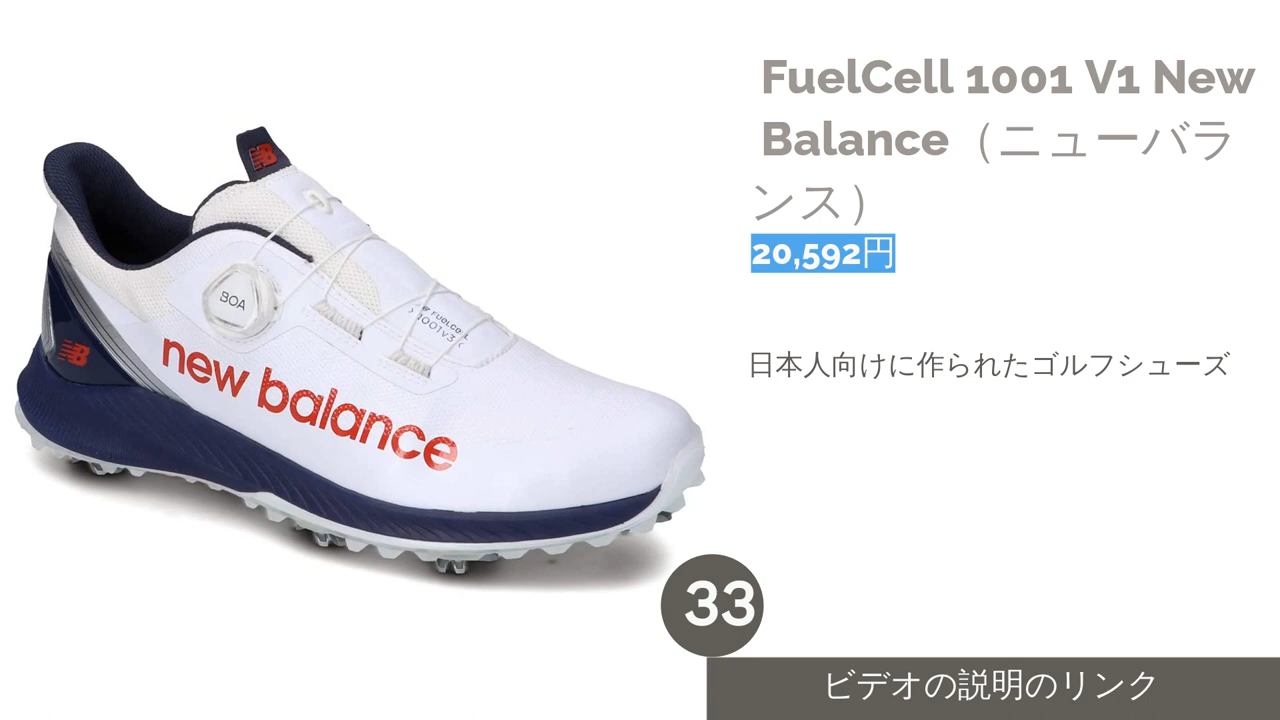 FuelCell 1001 V1 New
Balance（ニューバラ
ンス）
20,592円
日本人向けに作られたゴルフシューズ
BOA
FUELCELL
1001v3
new balance
33
ビデオの説明のリンク